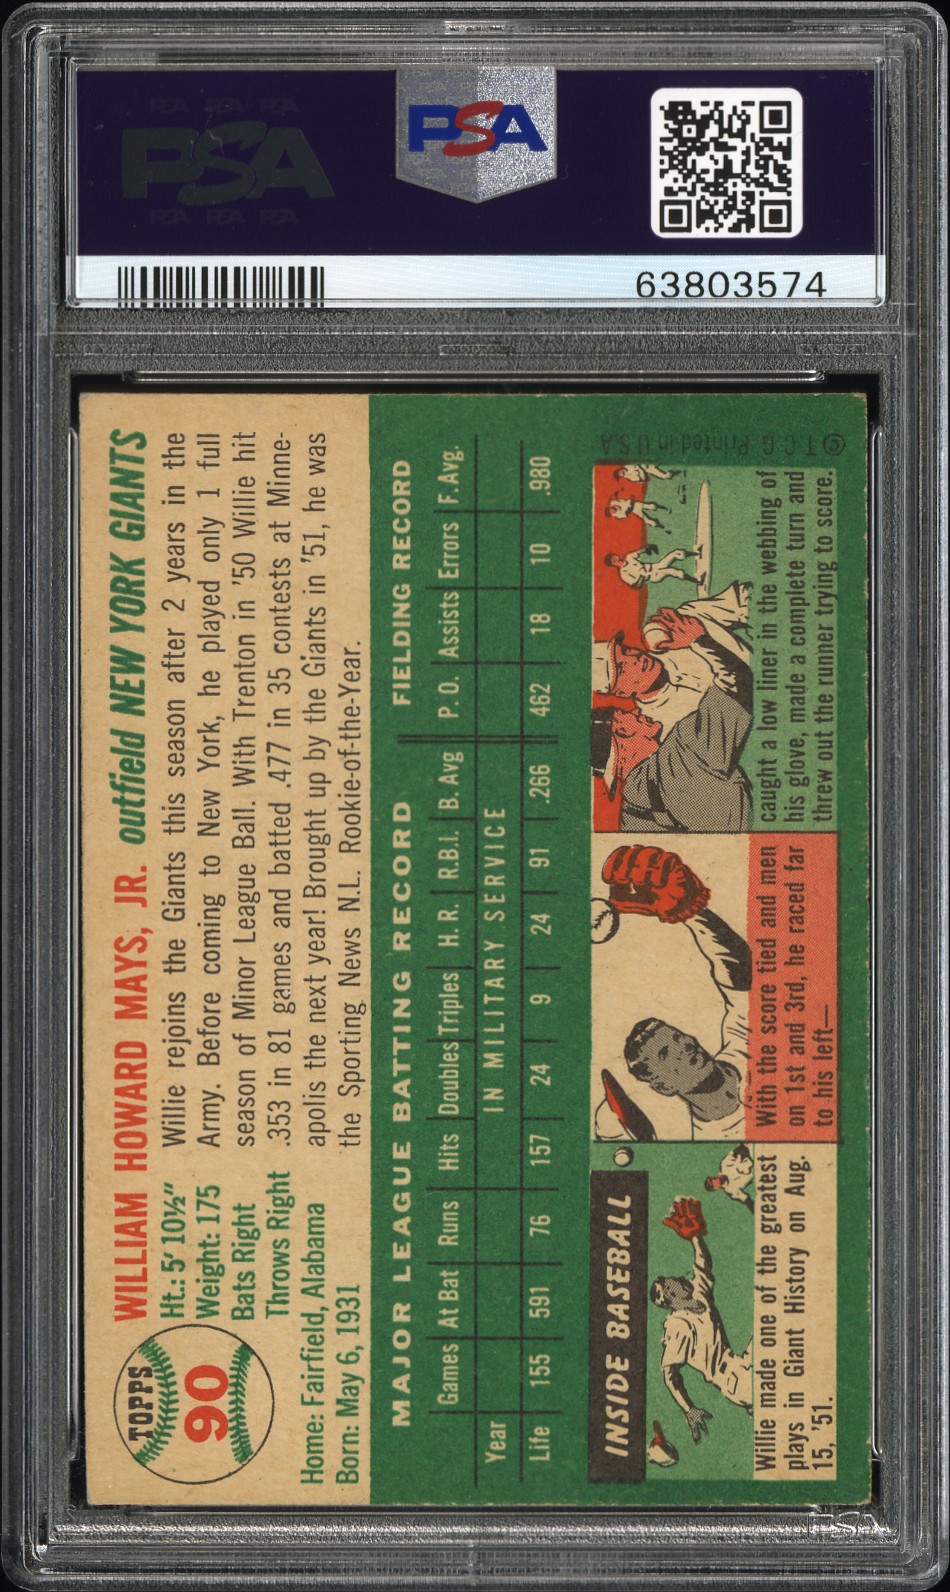 PSA PSA PSA
PSA
PSA PSA PSA
PSA
63803574
TOPPS
90
WILLIAM HOWARD MAYS, JR. outfield NEW YORK GIANTS
Ht.: 5' 10½"
Weight: 175
Bats Right
Throws Right
Home: Fairfield, Alabama
Born: May 6, 1931
Willie rejoins the Giants this season after 2 years in the
Army. Before coming to New York, he played only 1 full
season of Minor League Ball. With Trenton in '50 Willie hit
.353 in 81 games and batted .477 in 35 contests at Minne-
apolis the next year! Brought up by the Giants in '51, he was
the Sporting News N.L. Rookie-of-the-Year.
MAJOR LEAGUE BATTING RECORD FIELDING RECORD
Games At Bat Runs Hits Doubles Triples H. R. R.B.I. B. Avg P. O. Assists Errors F. Avg.
Year IN MILITARY SERVICE
Life 155 591 76 157 24 9 24 91 .266 462 18 10 .980
INSIDE BASEBALL
Willie made one of the greatest
plays in Giant History on Aug.
15, '51.
With the score tied and men
on 1st and 3rd, he raced far
to his left—
caught a low liner in the webbing of
his glove, made a complete turn and
threw out the runner trying to score.
© T. C. G. Printed in U S A
PSA